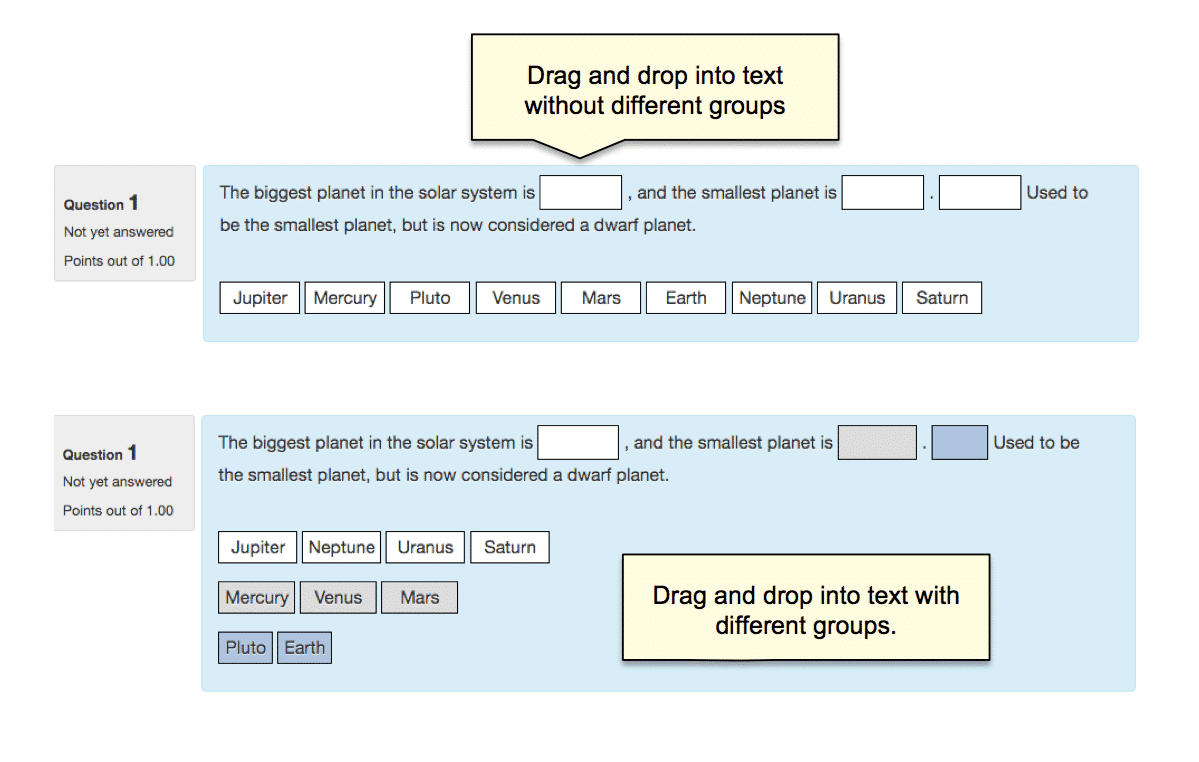 Drag and drop into text
without different groups
Question 1
Not yet answered
Points out of 1.00
The biggest planet in the solar system is , and the smallest planet is . Used to
be the smallest planet, but is now considered a dwarf planet.
Jupiter Mercury Pluto Venus Mars Earth Neptune Uranus Saturn
Question 1
Not yet answered
Points out of 1.00
The biggest planet in the solar system is , and the smallest planet is . Used to be
the smallest planet, but is now considered a dwarf planet.
Jupiter Neptune Uranus Saturn
Mercury Venus Mars
Pluto Earth
Drag and drop into text with
different groups.